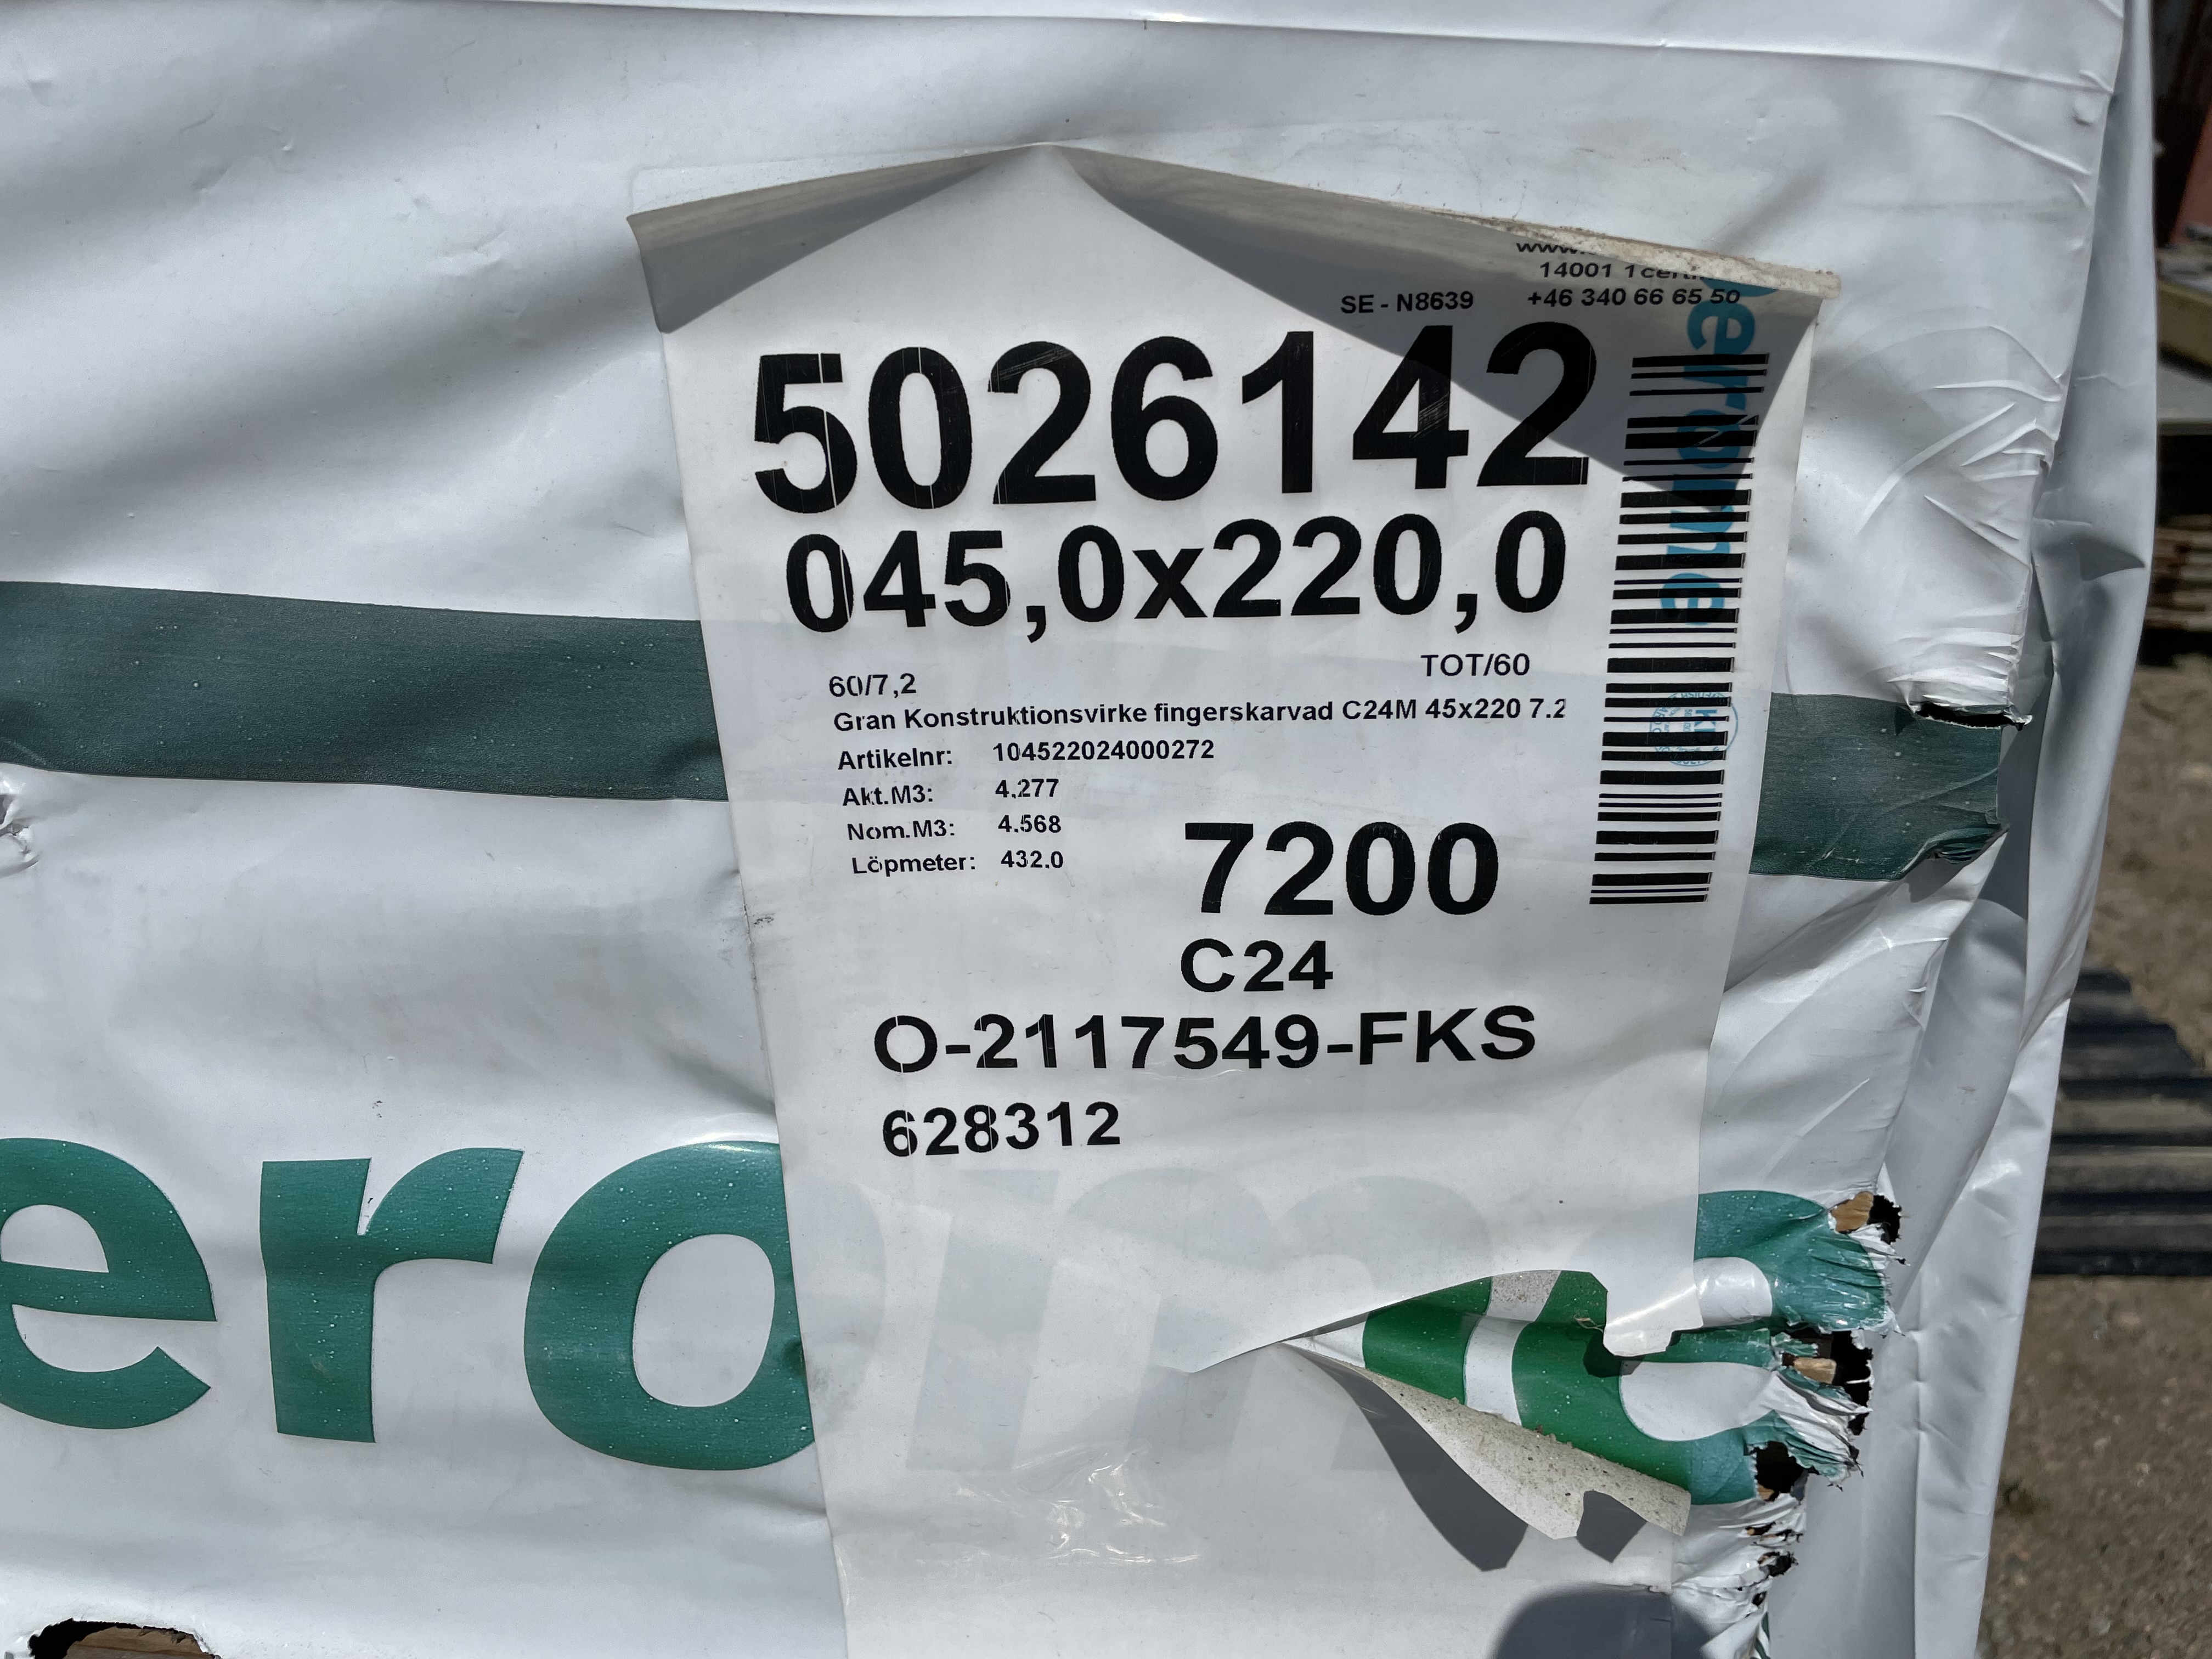 14001
SE - N8639 +46 340 66 65 50
5026142
045,0x220,0
60/7,2 TOT/60
Gran Konstruktionsvirke fingerskarvad C24M 45x220 7.2
Artikelnr: 104522024000272
Akt.M3: 4.277
Nom.M3: 4.568
Löpmeter: 432.0
7200
C24
O-2117549-FKS
628312
Derome